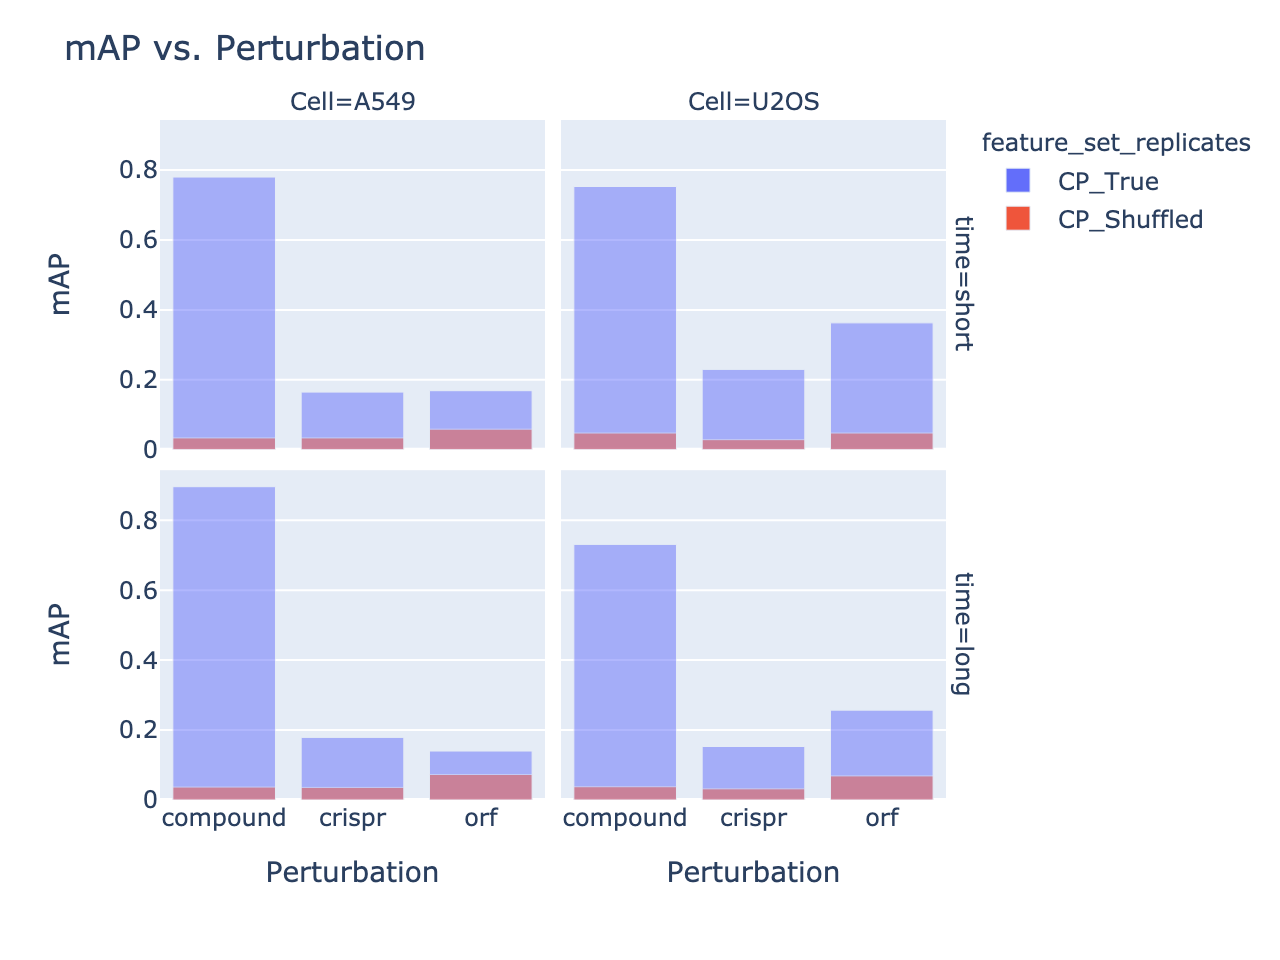 mAP vs. Perturbation
Cell=A549
Cell=U2OS
feature_set_replicates
CP_True
CP_Shuffled
mAP
0.8
0.6
0.4
0.2
0
time=short
mAP
0.8
0.6
0.4
0.2
0
time=long
compound crispr orf
compound crispr orf
Perturbation
Perturbation